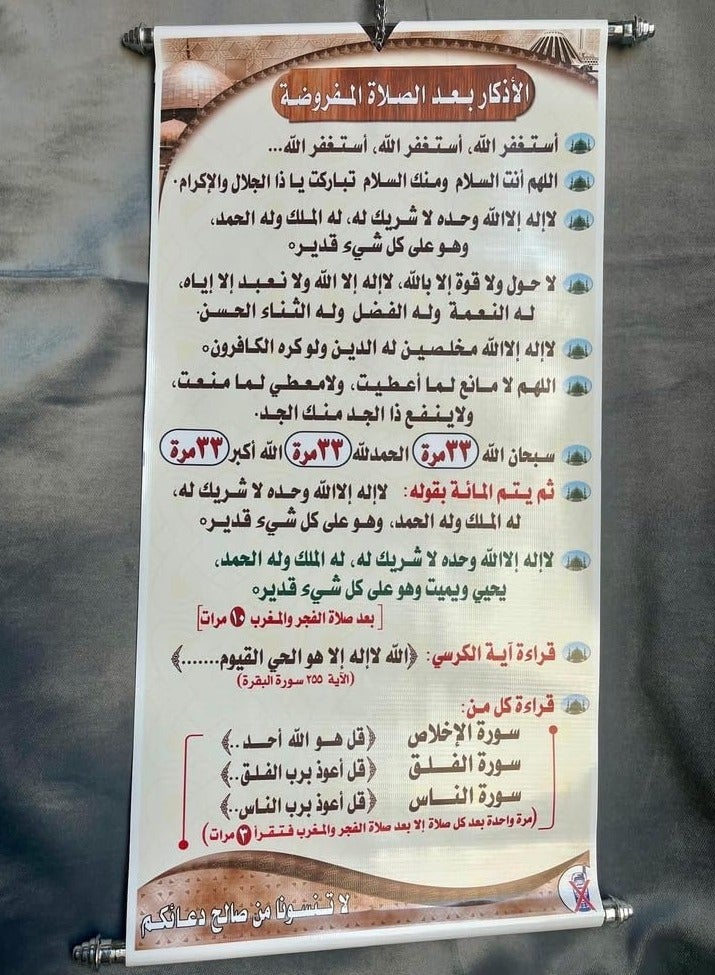 الأذكار بعد الصلاة المفروضة
أستغفر الله، أستغفر الله، أستغفر الله...
اللهم أنت السلام ومنك السلام تباركت يا ذا الجلال والإكرام.
لاإله إلاالله وحده لا شريك له، له الملك وله الحمد،
وهو على كل شيء قدير.
لا حول ولا قوة إلا بالله، لاإله إلا الله ولا نعبد إلا إياه،
له النعمة وله الفضل وله الثناء الحسن.
لاإله إلاالله مخلصين له الدين ولو كره الكافرون.
اللهم لا مانع لما أعطيت، ولامعطي لما منعت،
ولاينفع ذا الجد منك الجد.
سبحان الله ٣٣ مرة الحمدلله ٣٣ مرة الله أكبر ٣٣ مرة
ثم يتم المائة بقوله: لاإله إلاالله وحده لا شريك له،
له الملك وله الحمد، وهو على كل شيء قدير.
لاإله إلاالله وحده لا شريك له، له الملك وله الحمد،
يحيي ويميت وهو على كل شيء قدير.
[بعد صلاة الفجر والمغرب ١٠ مرات]
قراءة آية الكرسي: ﴿الله لاإله إلا هو الحي القيوم.......﴾
(الآية ٢٥٥ سورة البقرة)
قراءة كل من:
سورة الإخلاص ﴿قل هو الله أحد..﴾
سورة الفلق ﴿قل أعوذ برب الفلق..﴾
سورة الناس ﴿قل أعوذ برب الناس..﴾
(مرة واحدة بعد كل صلاة إلا بعد صلاة الفجر والمغرب فتقرأ ٣ مرات)
لا تنسونا من صالح دعائكم